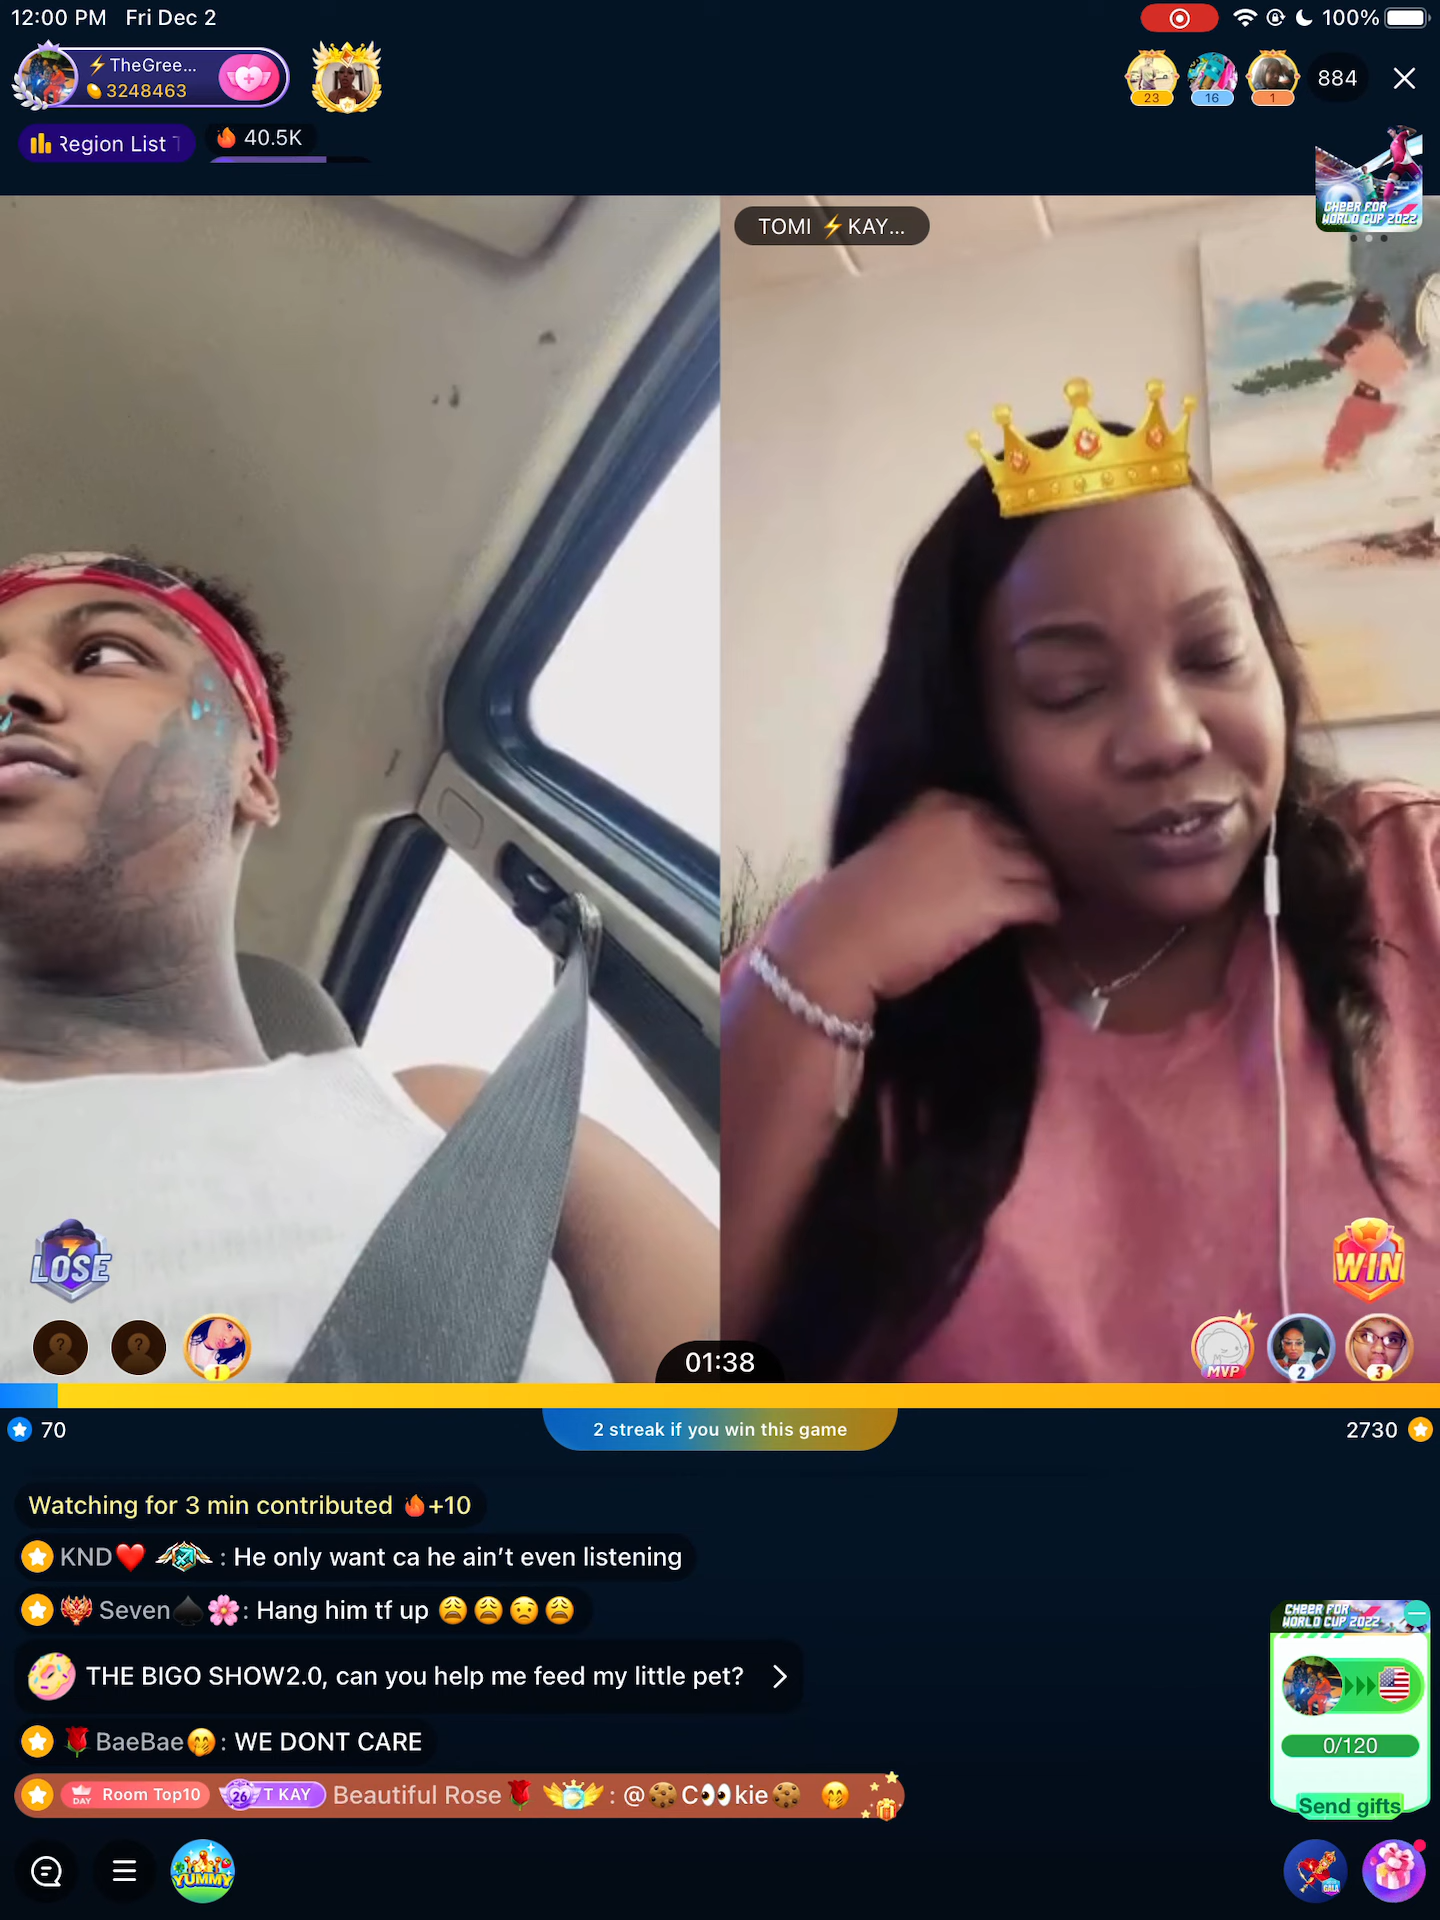 12:00 PM Fri Dec 2
100%
⚡TheGree...
3248463
23
16
1
884
Region List
🔥 40.5K
CHEER FOR
WORLD CUP 2022
TOMI ⚡KAY...
LOSE
WIN
?
?
1
01:38
MVP
2
3
70
2 streak if you win this game
2730
Watching for 3 min contributed 🔥+10
KND❤️ : He only want ca he ain't even listening
Seven♠️🌸: Hang him tf up 😩😩😟😩
THE BIGO SHOW2.0, can you help me feed my little pet?
🌹BaeBae🤭: WE DONT CARE
DAY Room Top10 26 T KAY Beautiful Rose🌹 : @🍪C👀kie🍪 🤭
CHEER FOR
WORLD CUP 2022
0/120
Send gifts
YUMMY
GALA